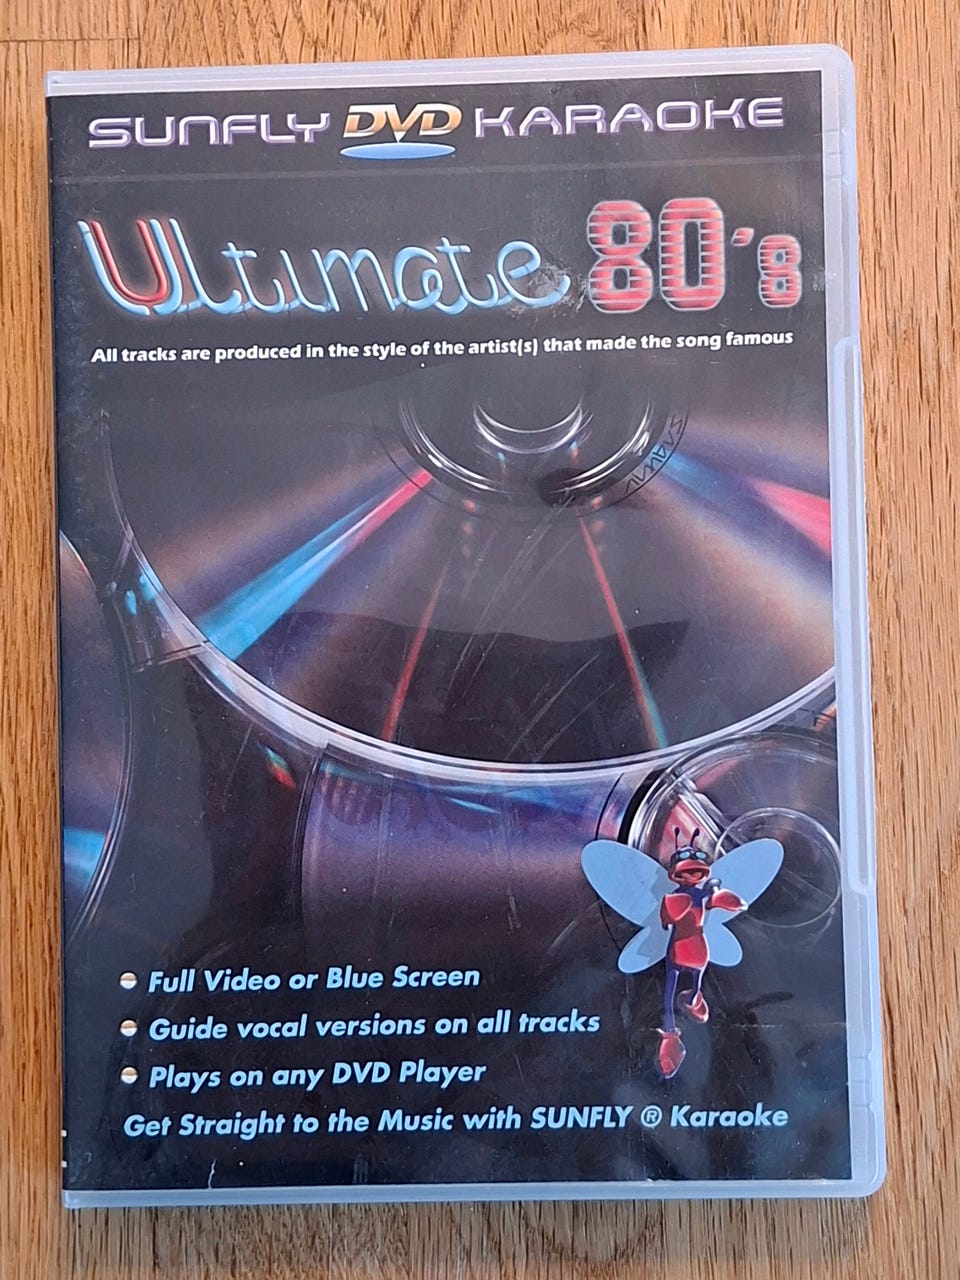 SUNFLY DVD KARAOKE
Ultimate 80's
All tracks are produced in the style of the artist(s) that made the song famous
Full Video or Blue Screen
Guide vocal versions on all tracks
Plays on any DVD Player
Get Straight to the Music with SUNFLY ® Karaoke